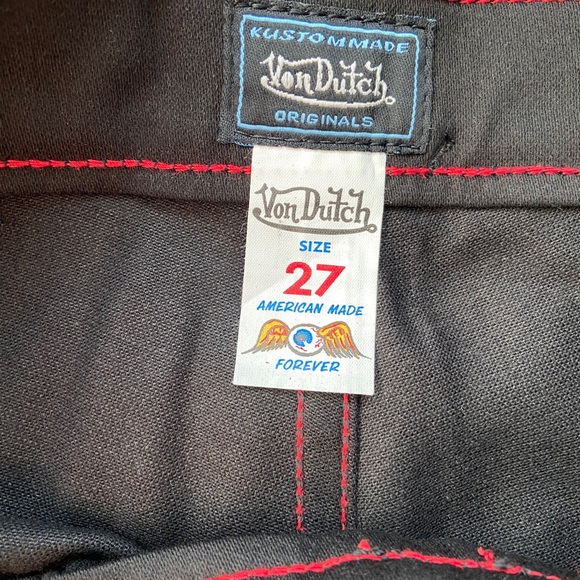 KUSTOMMADE
Von Dutch
ORIGINALS
Von Dutch
SIZE
27
AMERICAN MADE
FOREVER